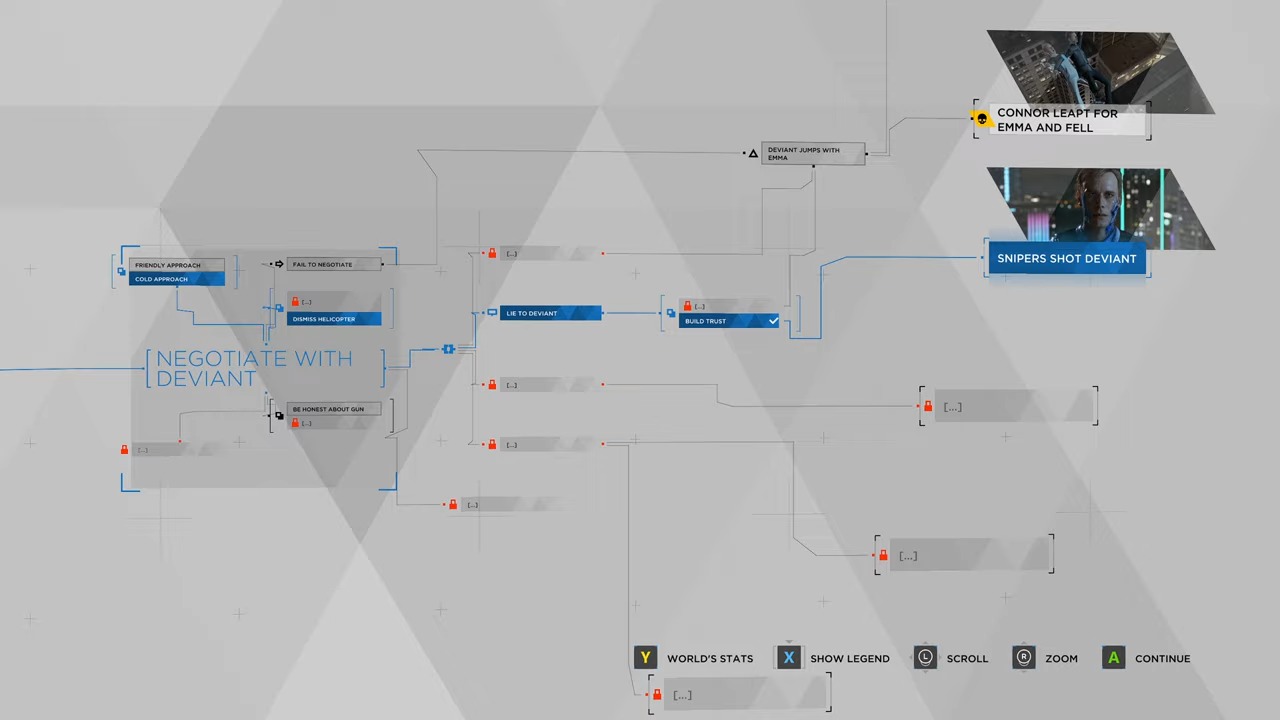 CONNOR LEAPT FOR
EMMA AND FELL
DEVIANT JUMPS WITH
EMMA
SNIPERS SHOT DEVIANT
FRIENDLY APPROACH
COLD APPROACH
FAIL TO NEGOTIATE
[...]
DISMISS HELICOPTER
[...]
LIE TO DEVIANT
[...]
BUILD TRUST
NEGOTIATE WITH
DEVIANT
BE HONEST ABOUT GUN
[...]
[...]
[...]
[...]
[...]
[...]
[...]
Y WORLD'S STATS
X SHOW LEGEND
L SCROLL
R ZOOM
A CONTINUE
[...]